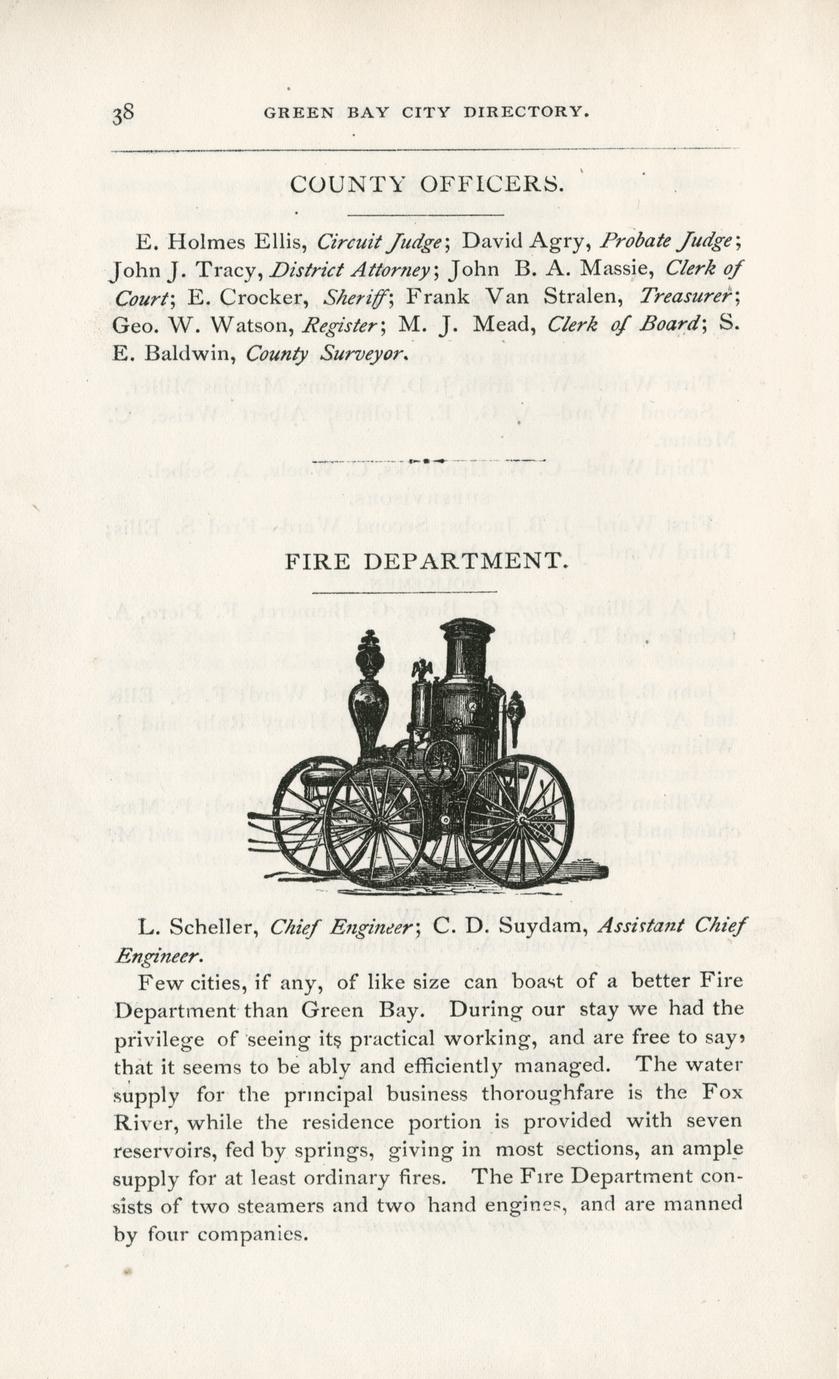 38
GREEN BAY CITY DIRECTORY.
COUNTY OFFICERS.
E. Holmes Ellis, Circuit Judge; David Agry, Probate Judge;
John J. Tracy, District Attorney; John B. A. Massie, Clerk of
Court; E. Crocker, Sheriff; Frank Van Stralen, Treasurer;
Geo. W. Watson, Register; M. J. Mead, Clerk of Board; S.
E. Baldwin, County Surveyor.
FIRE DEPARTMENT.
L. Scheller, Chief Engineer; C. D. Suydam, Assistant Chief
Engineer.
Few cities, if any, of like size can boast of a better Fire
Department than Green Bay. During our stay we had the
privilege of seeing its practical working, and are free to say,
that it seems to be ably and efficiently managed. The water
supply for the principal business thoroughfare is the Fox
River, while the residence portion is provided with seven
reservoirs, fed by springs, giving in most sections, an ample
supply for at least ordinary fires. The Fire Department con-
sists of two steamers and two hand engines, and are manned
by four companies.